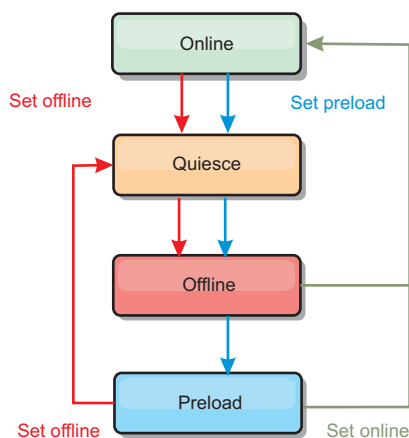 Online
Set offline
Set preload
Quiesce
Offline
Preload
Set offline
Set online